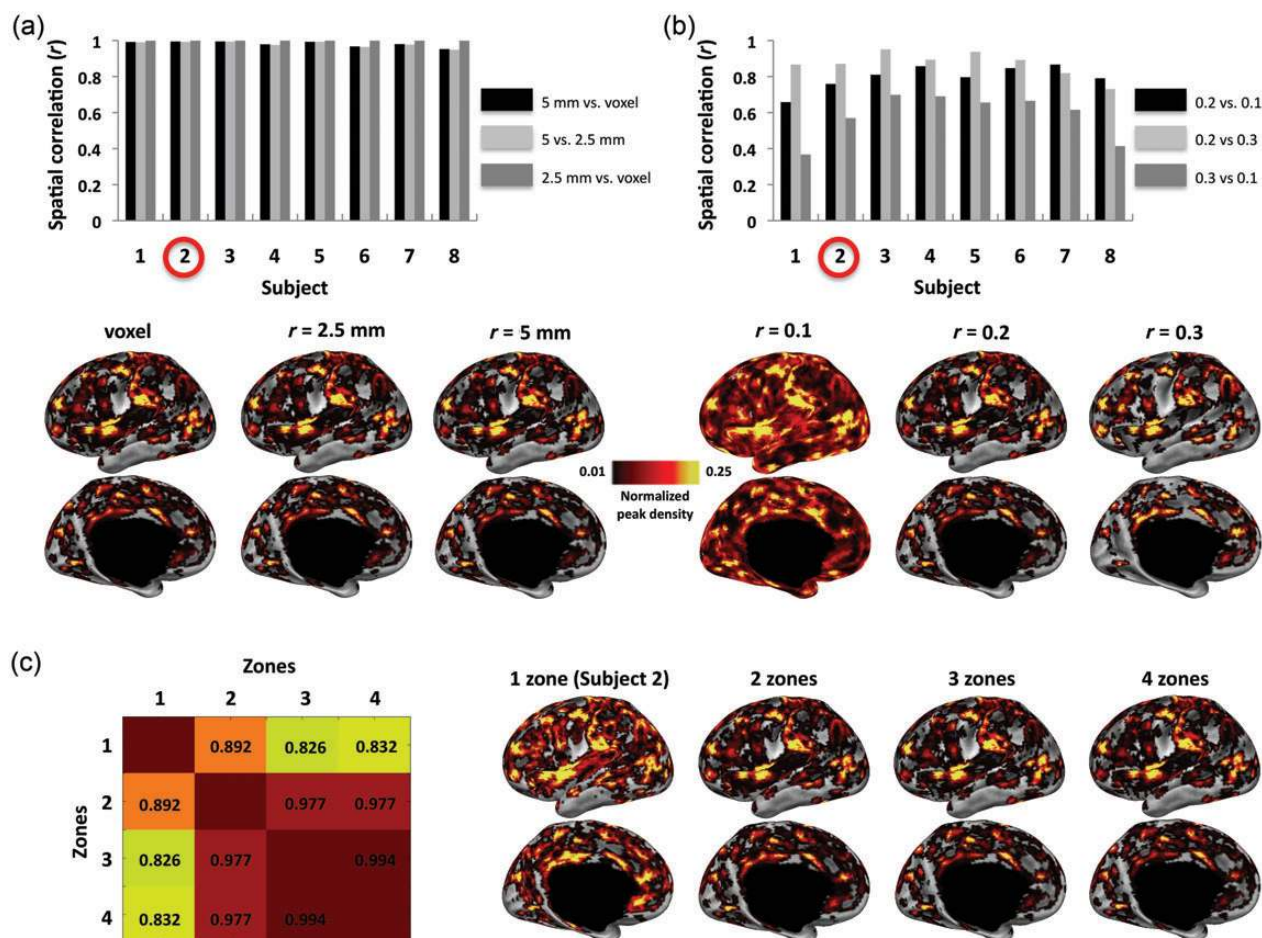 (a)
Spatial correlation (r)
1
0.8
0.6
0.4
0.2
0
1 2 3 4 5 6 7 8
Subject
5 mm vs. voxel
5 vs. 2.5 mm
2.5 mm vs. voxel
(b)
Spatial correlation (r)
1
0.8
0.6
0.4
0.2
0
1 2 3 4 5 6 7 8
Subject
0.2 vs. 0.1
0.2 vs 0.3
0.3 vs 0.1
voxel r = 2.5 mm r = 5 mm
0.01 0.25
Normalized
peak density
r = 0.1 r = 0.2 r = 0.3
(c)
Zones
1 2 3 4
Zones
1 0.892 0.826 0.832
2 0.892 0.977 0.977
3 0.826 0.977 0.994
4 0.832 0.977 0.994
1 zone (Subject 2) 2 zones 3 zones 4 zones